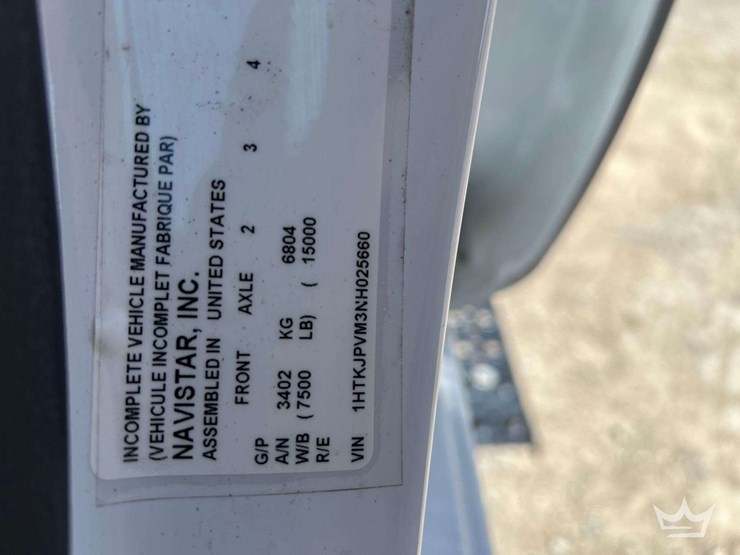 INCOMPLETE VEHICLE MANUFACTURED BY
(VEHICULE INCOMPLET FABRIQUE PAR)
NAVISTAR, INC.
ASSEMBLED IN UNITED STATES
FRONT AXLE 2 3 4
G/P
A/N 3402 KG 6804
W/B (7500 LB) ( 15000
R/E
VIN 1HTKJPVM3NH025660